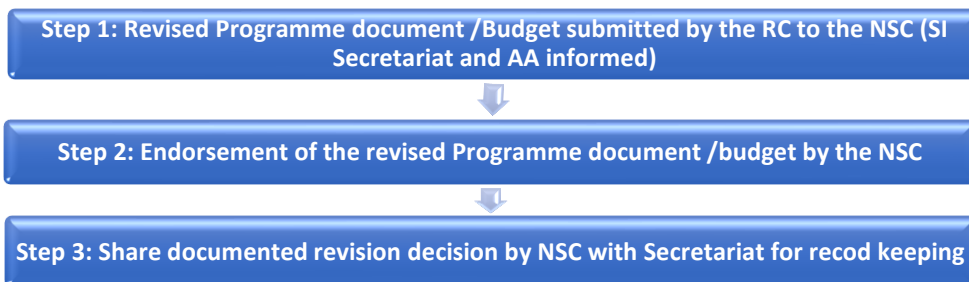 Step 1: Revised Programme document /Budget submitted by the RC to the NSC (SI
Secretariat and AA informed)
Step 2: Endorsement of the revised Programme document /budget by the NSC
Step 3: Share documented revision decision by NSC with Secretariat for recod keeping